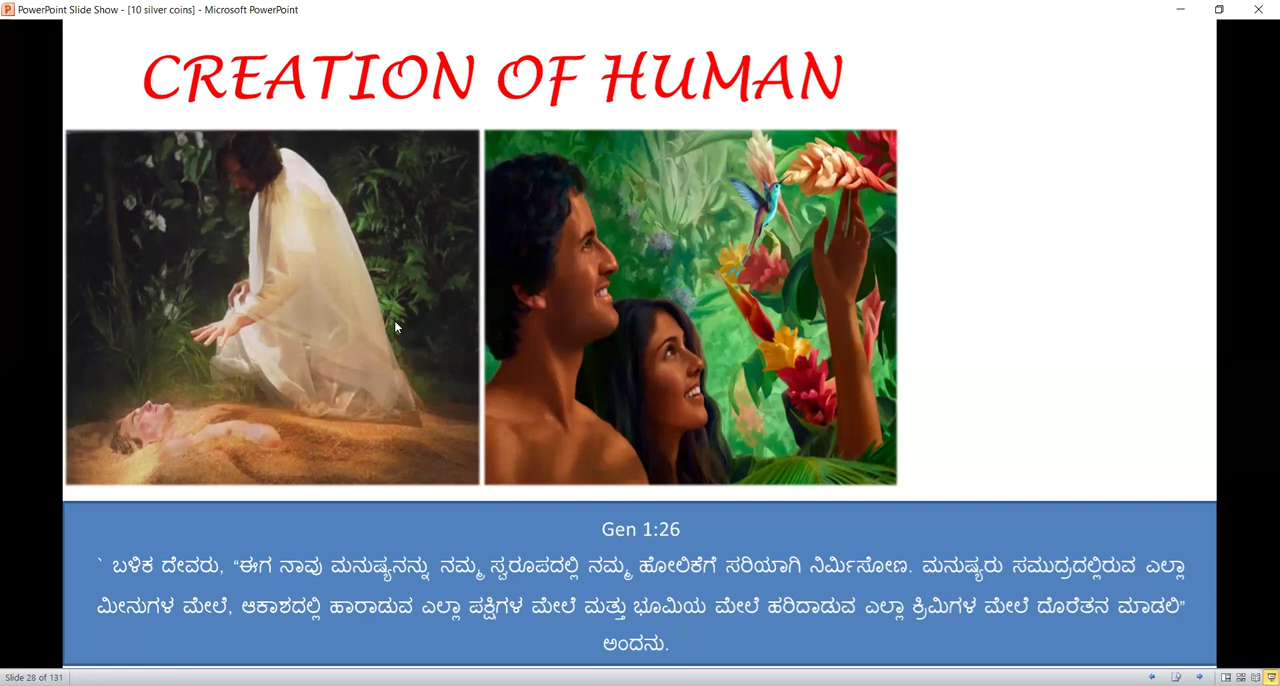 PowerPoint Slide Show - [10 silver coins] - Microsoft PowerPoint
CREATION OF HUMAN
Gen 1:26
` ಬಳಿಕ ದೇವರು, “ಈಗ ನಾವು ಮನುಷ್ಯನನ್ನು ನಮ್ಮ ಸ್ವರೂಪದಲ್ಲಿ ನಮ್ಮ ಹೋಲಿಕೆಗೆ ಸರಿಯಾಗಿ ನಿರ್ಮಿಸೋಣ. ಮನುಷ್ಯರು ಸಮುದ್ರದಲ್ಲಿರುವ ಎಲ್ಲಾ
ಮೀನುಗಳ ಮೇಲೆ, ಆಕಾಶದಲ್ಲಿ ಹಾರಾಡುವ ಎಲ್ಲಾ ಪಕ್ಷಿಗಳ ಮೇಲೆ ಮತ್ತು ಭೂಮಿಯ ಮೇಲೆ ಹರಿದಾಡುವ ಎಲ್ಲಾ ಕ್ರಿಮಿಗಳ ಮೇಲೆ ದೊರೆತನ ಮಾಡಲಿ”
ಅಂದನು.
Slide 28 of 131